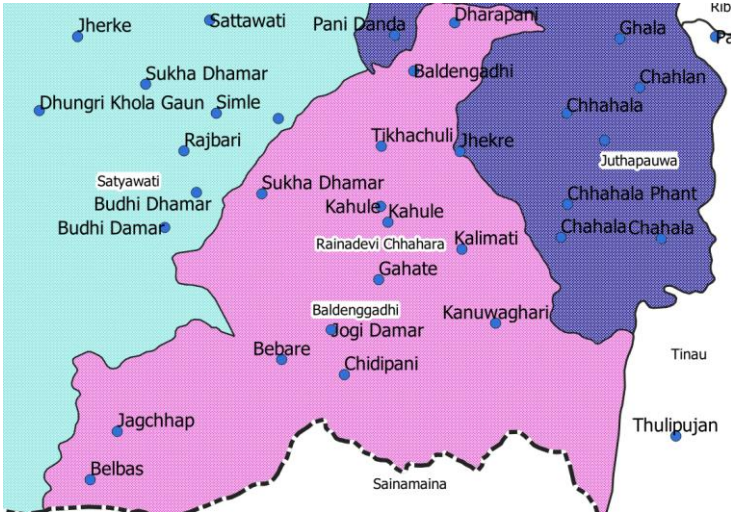 Rib
Sattawati
Dharapani
Jherke
Pani Danda
Ghala
Pa
Sukha Dhamar
Baldengadhi
Chahlan
Dhungri Khola Gaun
Simle
Chhahala
Rajbari
Tikhachuli
Jhekre
Juthapauwa
Satyawati
Sukha Dhamar
Budhi Dhamar
Kahule
Chhahala Phant
Kahule
Budhi Damar
Rainadevi Chhahara
Kalimati
Chahala
Chahala
Gahate
Baldenggadhi
Kanuwaghari
Jogi Damar
Bebare
Tinau
Chidipani
Jagchhap
Thulipujan
Belbas
Sainamaina